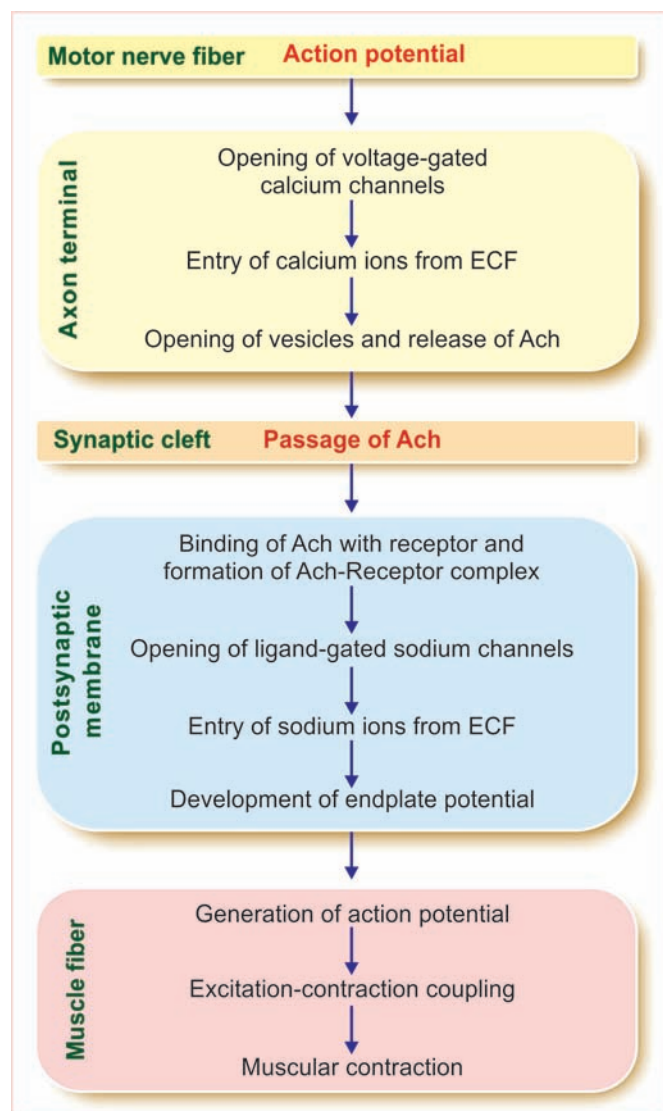 Motor nerve fiber Action potential
Axon terminal
Opening of voltage-gated
calcium channels
Entry of calcium ions from ECF
Opening of vesicles and release of Ach
Synaptic cleft Passage of Ach
Postsynaptic
membrane
Binding of Ach with receptor and
formation of Ach-Receptor complex
Opening of ligand-gated sodium channels
Entry of sodium ions from ECF
Development of endplate potential
Muscle fiber
Generation of action potential
Excitation-contraction coupling
Muscular contraction